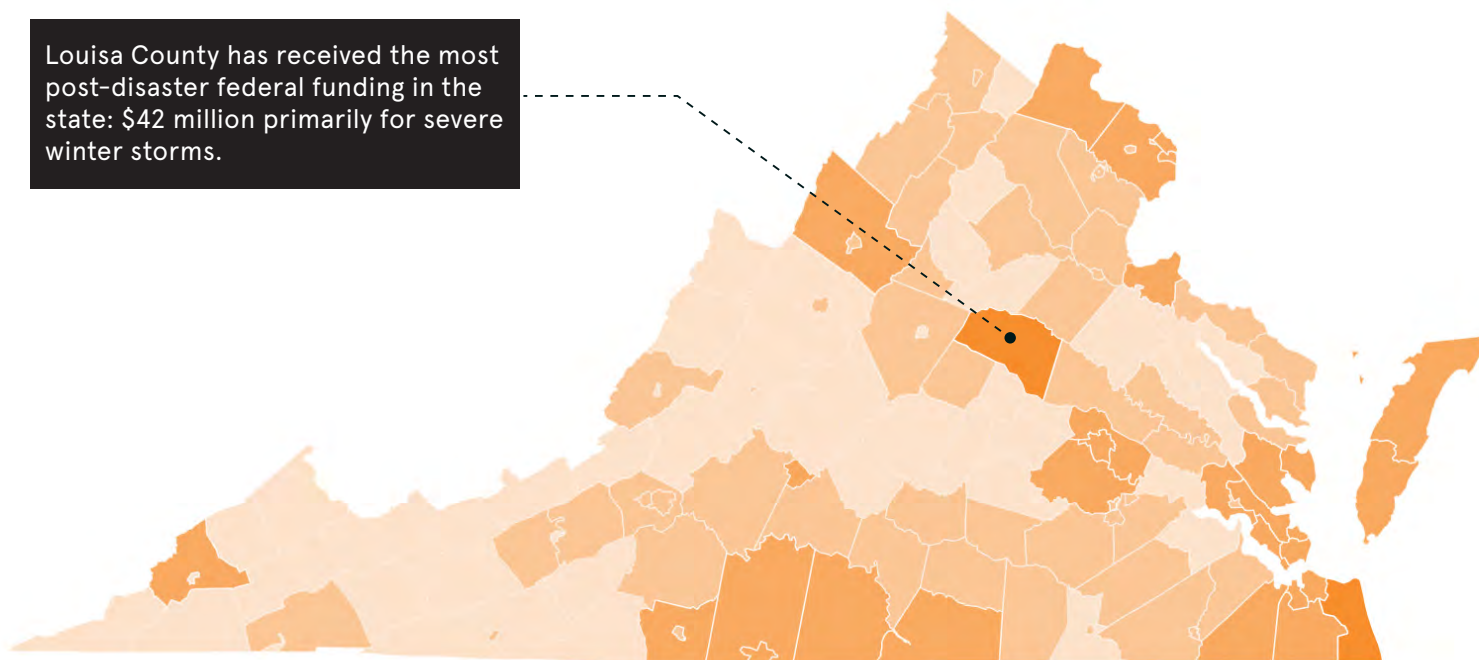 Louisa County has received the most
post-disaster federal funding in the
state: $42 million primarily for severe
winter storms.